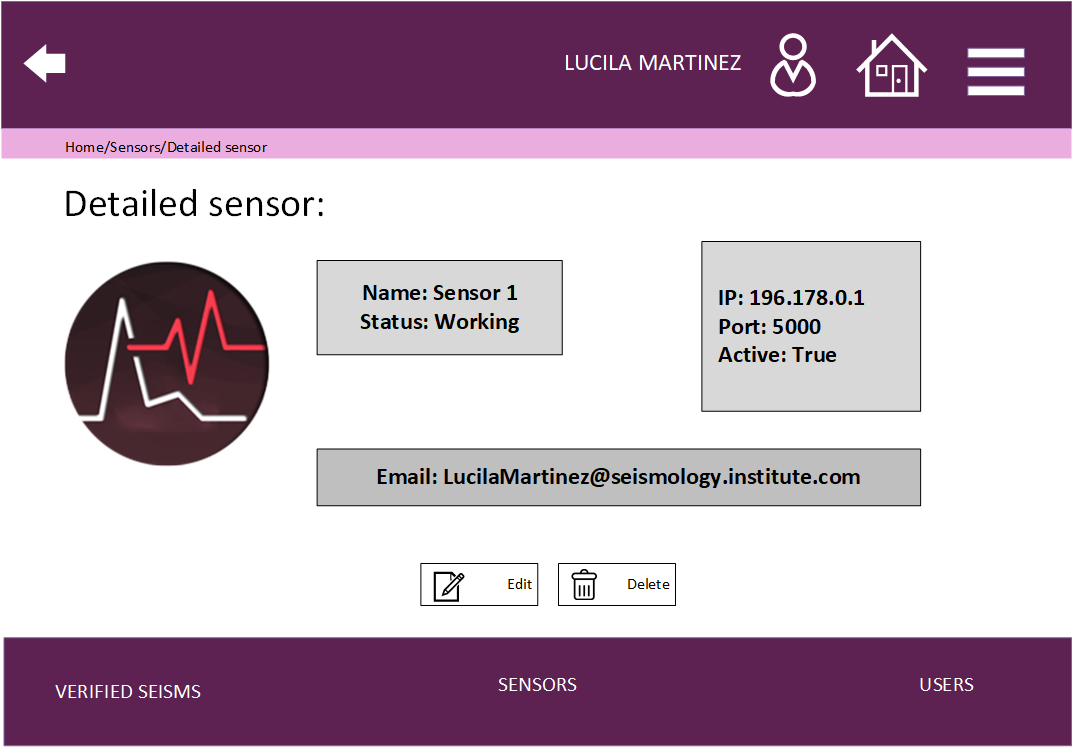 LUCILA MARTINEZ
Home/Sensors/Detailed sensor
Detailed sensor:
Name: Sensor 1
Status: Working
IP: 196.178.0.1
Port: 5000
Active: True
Email: LucilaMartinez@seismology.institute.com
Edit
Delete
VERIFIED SEISMS
SENSORS
USERS